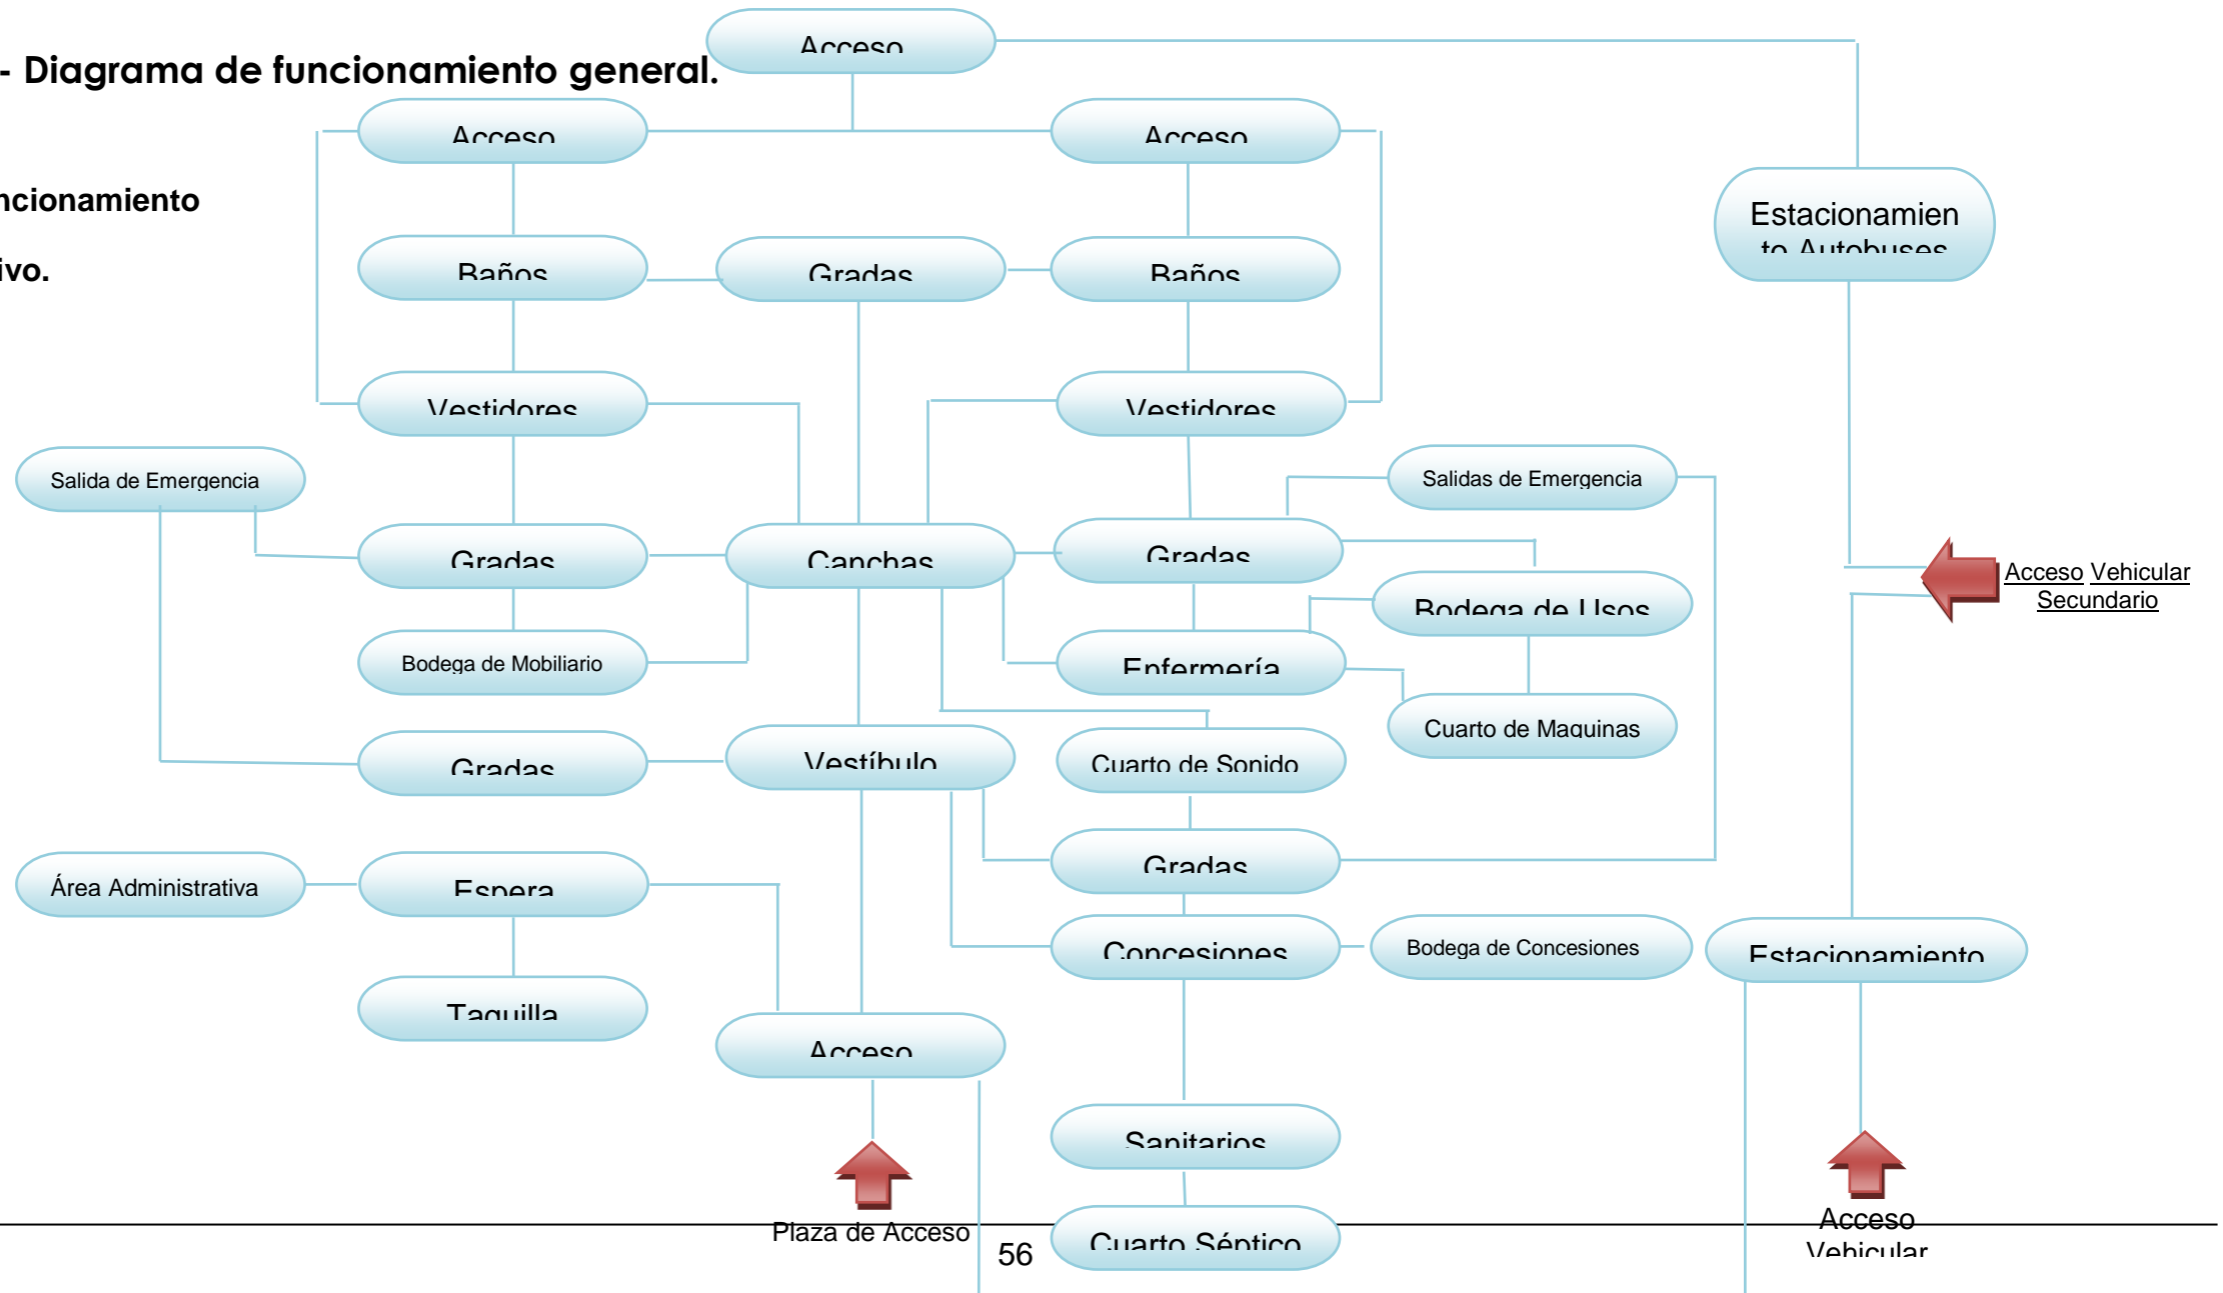 Acceso
- Diagrama de funcionamiento general.
Acceso
Acceso
ncionamiento
ivo.
Estacionamien
to Autobuses
Baños
Gradas
Baños
Vestidores
Vestidores
Salida de Emergencia
Salidas de Emergencia
Gradas
Canchas
Gradas
Acceso Vehicular
Secundario
Bodega de Usos
Bodega de Mobiliario
Enfermería
Cuarto de Maquinas
Gradas
Vestíbulo
Cuarto de Sonido
Gradas
Área Administrativa
Espera
Concesiones
Bodega de Concesiones
Estacionamiento
Taquilla
Acceso
Sanitarios
Plaza de Acceso
Acceso
Vehicular
56
Cuarto Séptico